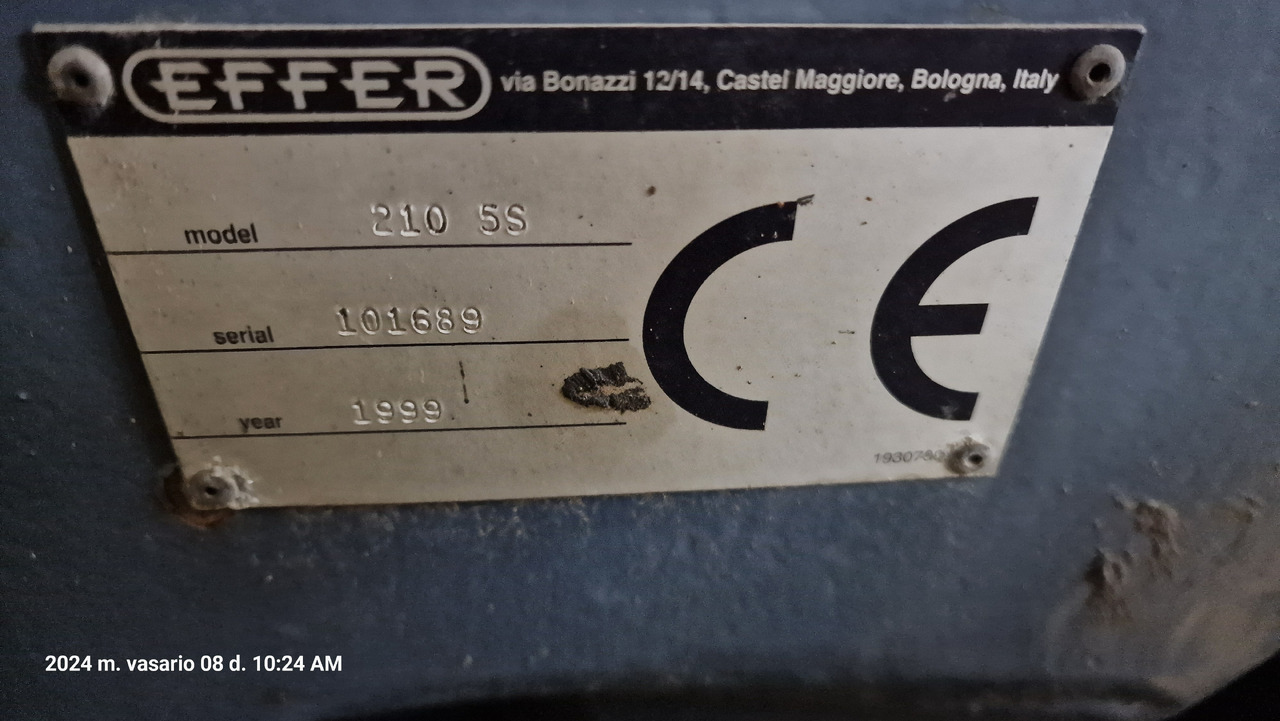 EFFER via Bonazzi 12/14, Castel Maggiore, Bologna, Italy
model 210 5S
serial 101689
year 1999
CE
2024 m. vasario 08 d. 10:24 AM